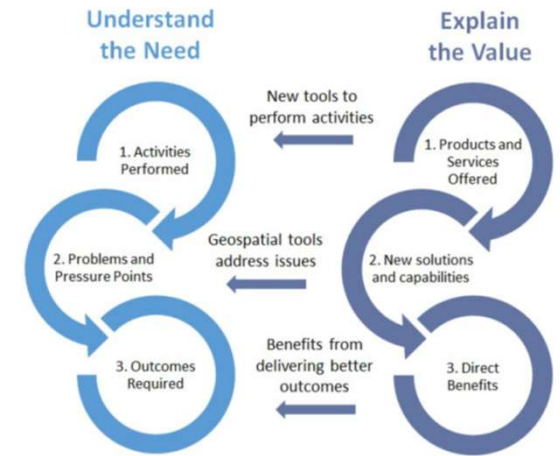 Understand
the Need
Explain
the Value
New tools to
perform activities
1. Activities
Performed
1. Products and
Services
Offered
Geospatial tools
address issues
2. Problems and
Pressure Points
2. New solutions
and capabilities
Benefits from
delivering better
outcomes
3. Outcomes
Required
3. Direct
Benefits